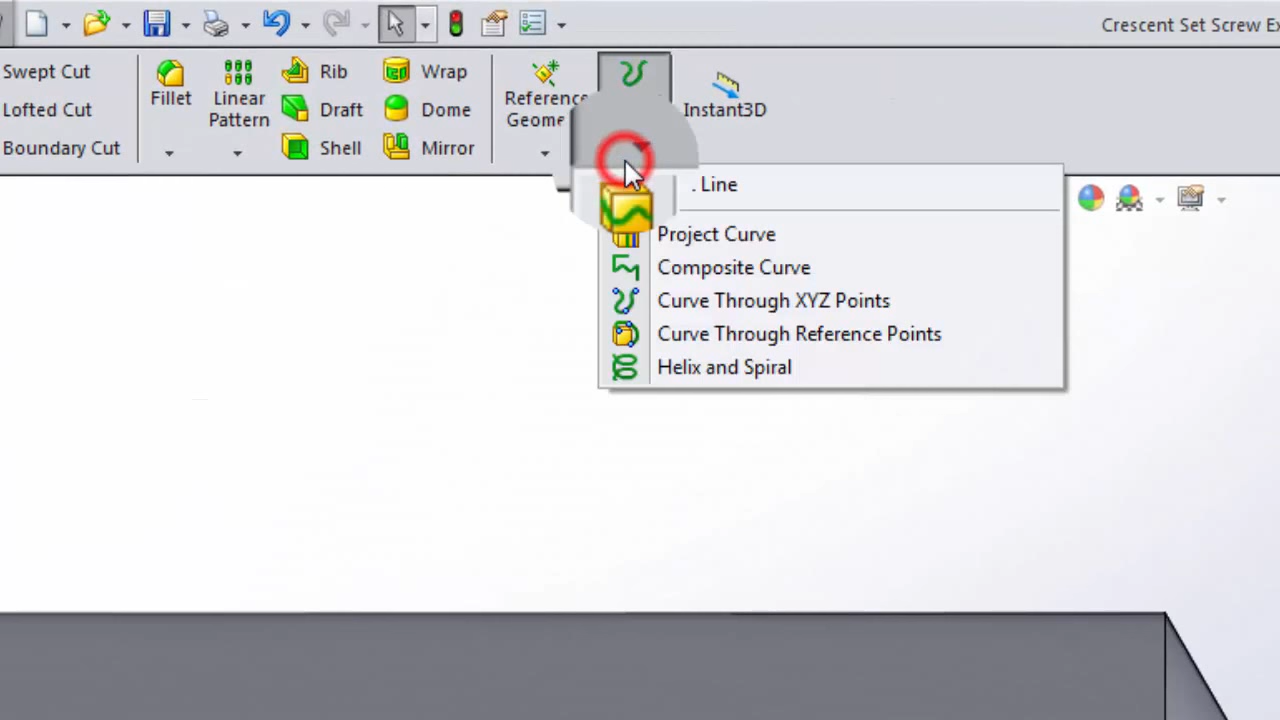 Crescent Set Screw Ex
Swept Cut
Lofted Cut
Boundary Cut
Fillet
Linear
Pattern
Rib
Draft
Shell
Wrap
Dome
Mirror
Reference
Geome
Instant3D
. Line
Project Curve
Composite Curve
Curve Through XYZ Points
Curve Through Reference Points
Helix and Spiral